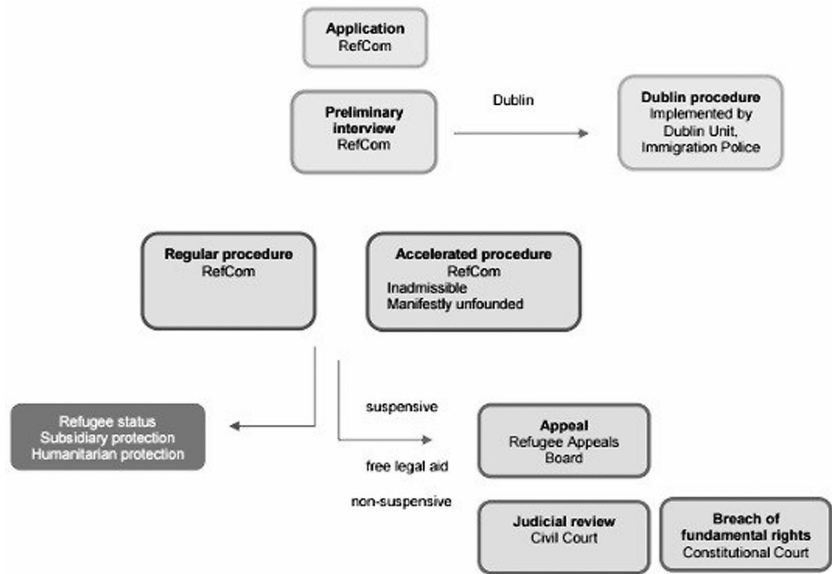 Application
RefCom
Preliminary
interview
RefCom
Dublin
Dublin procedure
Implemented by
Dublin Unit,
Immigration Police
Regular procedure
RefCom
Accelerated procedure
RefCom
Inadmissible
Manifestly unfounded
Refugee status
Subsidiary protection
Humanitarian protection
suspensive
free legal aid
non-suspensive
Appeal
Refugee Appeals
Board
Judicial review
Civil Court
Breach of
fundamental rights
Constitutional Court